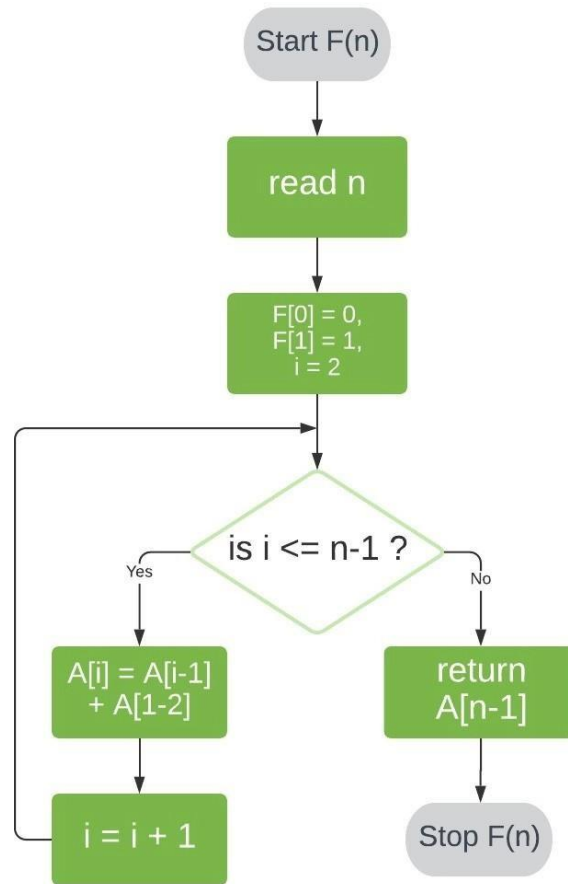 Start F(n)
read n
F[0] = 0,
F[1] = 1,
i = 2
is i <= n-1 ?
Yes
No
A[i] = A[i-1]
+ A[1-2]
return
A[n-1]
i = i + 1
Stop F(n)